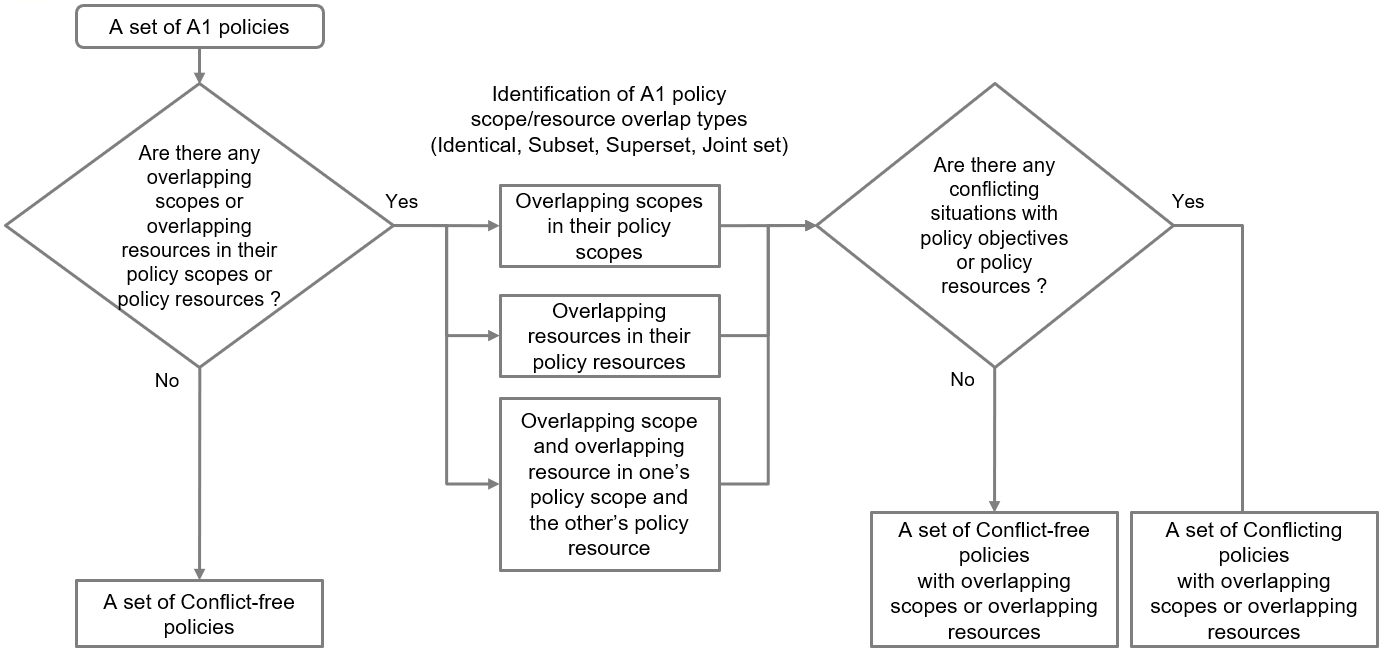 A set of A1 policies
Are there any
overlapping
scopes or
overlapping
resources in their
policy scopes or
policy resources ?
Yes
No
A set of Conflict-free
policies
Identification of A1 policy
scope/resource overlap types
(Identical, Subset, Superset, Joint set)
Overlapping scopes
in their policy
scopes
Overlapping
resources in their
policy resources
Overlapping scope
and overlapping
resource in one’s
policy scope and
the other’s policy
resource
Are there any
conflicting
situations with
policy objectives
or policy
resources ?
Yes
No
A set of Conflict-free
policies
with overlapping
scopes or overlapping
resources
A set of Conflicting
policies
with overlapping
scopes or overlapping
resources